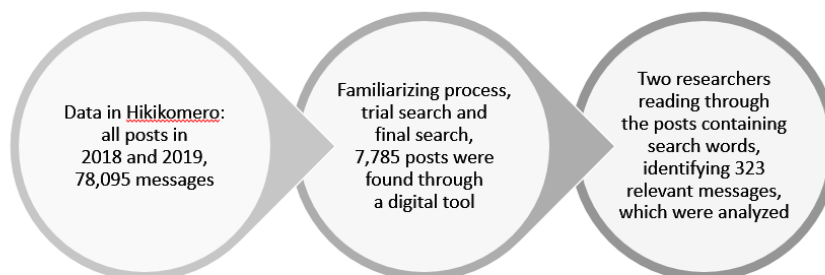 Data in Hikikomero:
all posts in
2018 and 2019,
78,095 messages
Familiarizing process,
trial search and
final search,
7,785 posts were
found through
a digital tool
Two researchers
reading through
the posts containing
search words,
identifying 323
relevant messages,
which were analyzed